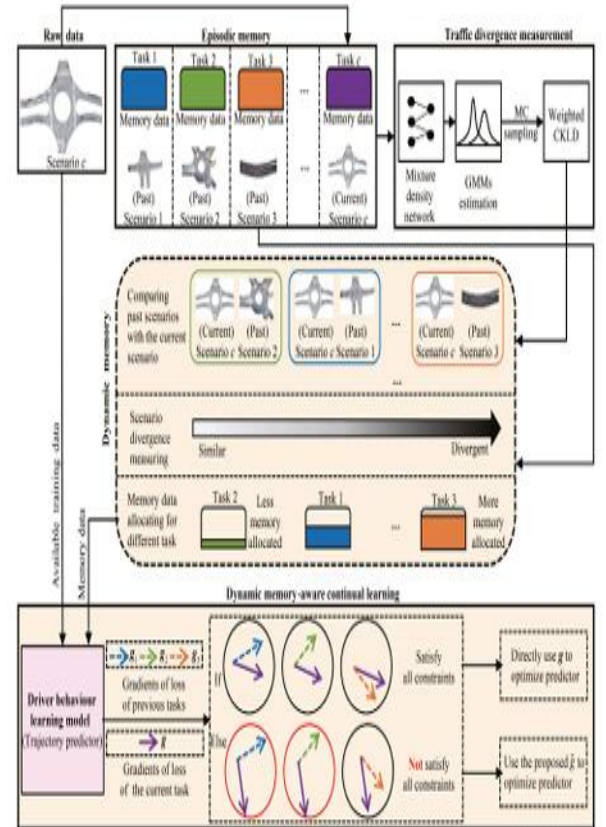 Raw data
Episodic memory
Traffic divergence measurement
Task 1
Task 2
Task 3
...
Task c
Memory data
Memory data
Memory data
Memory data
(Past)
Scenario 1
(Past)
Scenario 2
(Past)
Scenario 3
...
(Current)
Scenario c
Scenario c
Mixture
density
network
GMMs
estimation
MC
sampling
Weighted
CKLD
Dynamic memory
Comparing
past scenarios
with the current
scenario
(Current)
Scenario c
(Past)
Scenario 2
(Current)
Scenario c
(Past)
Scenario 1
...
(Current)
Scenario c
(Past)
Scenario 3
...
Scenario
divergence
measuring
Similar
Divergent
Memory data
allocating for
different task
Task 2
Less
memory
allocated
Task 1
...
Task 3
More
memory
allocated
Available training data
Memory data
Dynamic memory-aware continual learning
Driver behaviour
learning model
(Trajectory predictor)
g1
g2
g3
Gradients of loss
of previous tasks
g
Gradients of loss
of the current task
If
Satisfy
all constraints
Directly use g to
optimize predictor
Else
Not satisfy
all constraints
Use the proposed g̃ to
optimize predictor